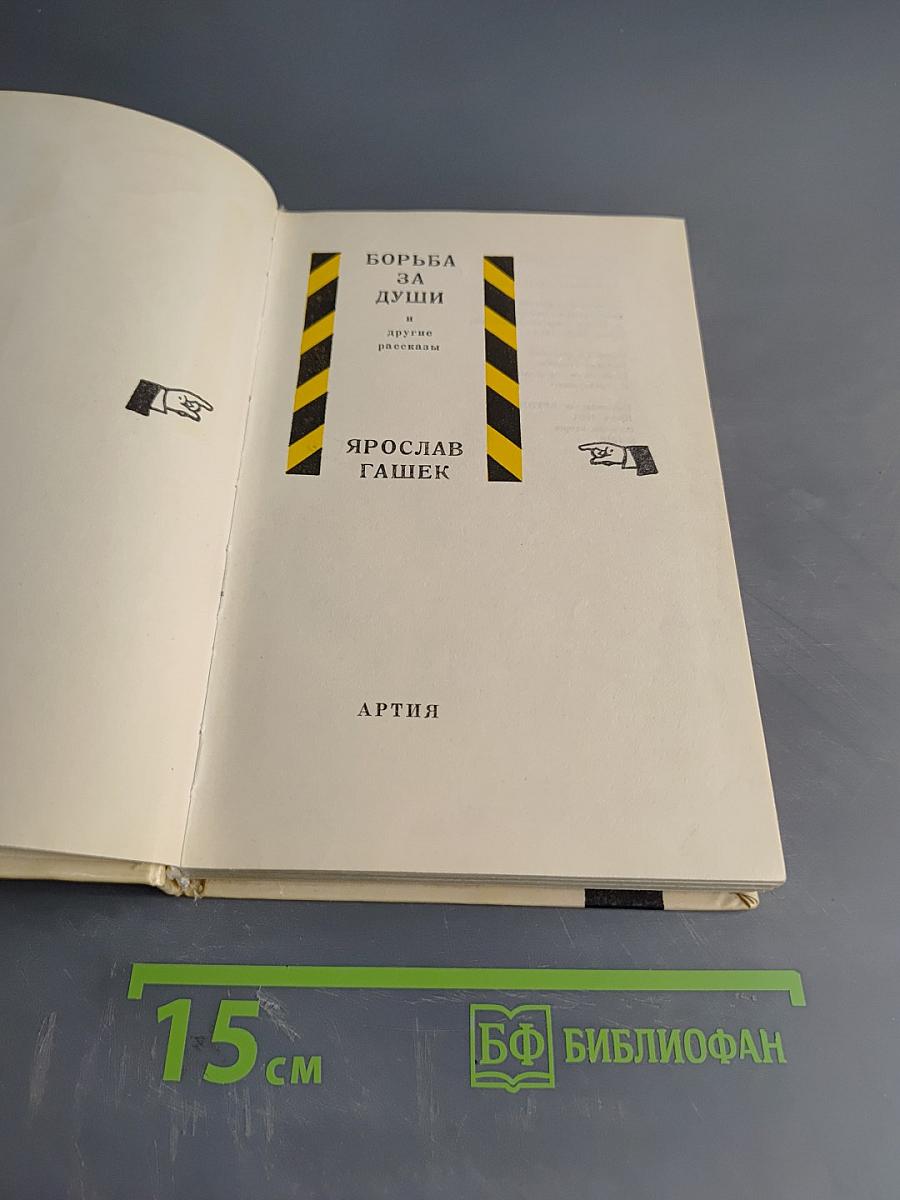 БОРЬБА
ЗА
ДУШИ
и
другие
рассказы
ЯРОСЛАВ
ГАШЕК
АРТИЯ
15 см
БФ БИБЛИОФАН